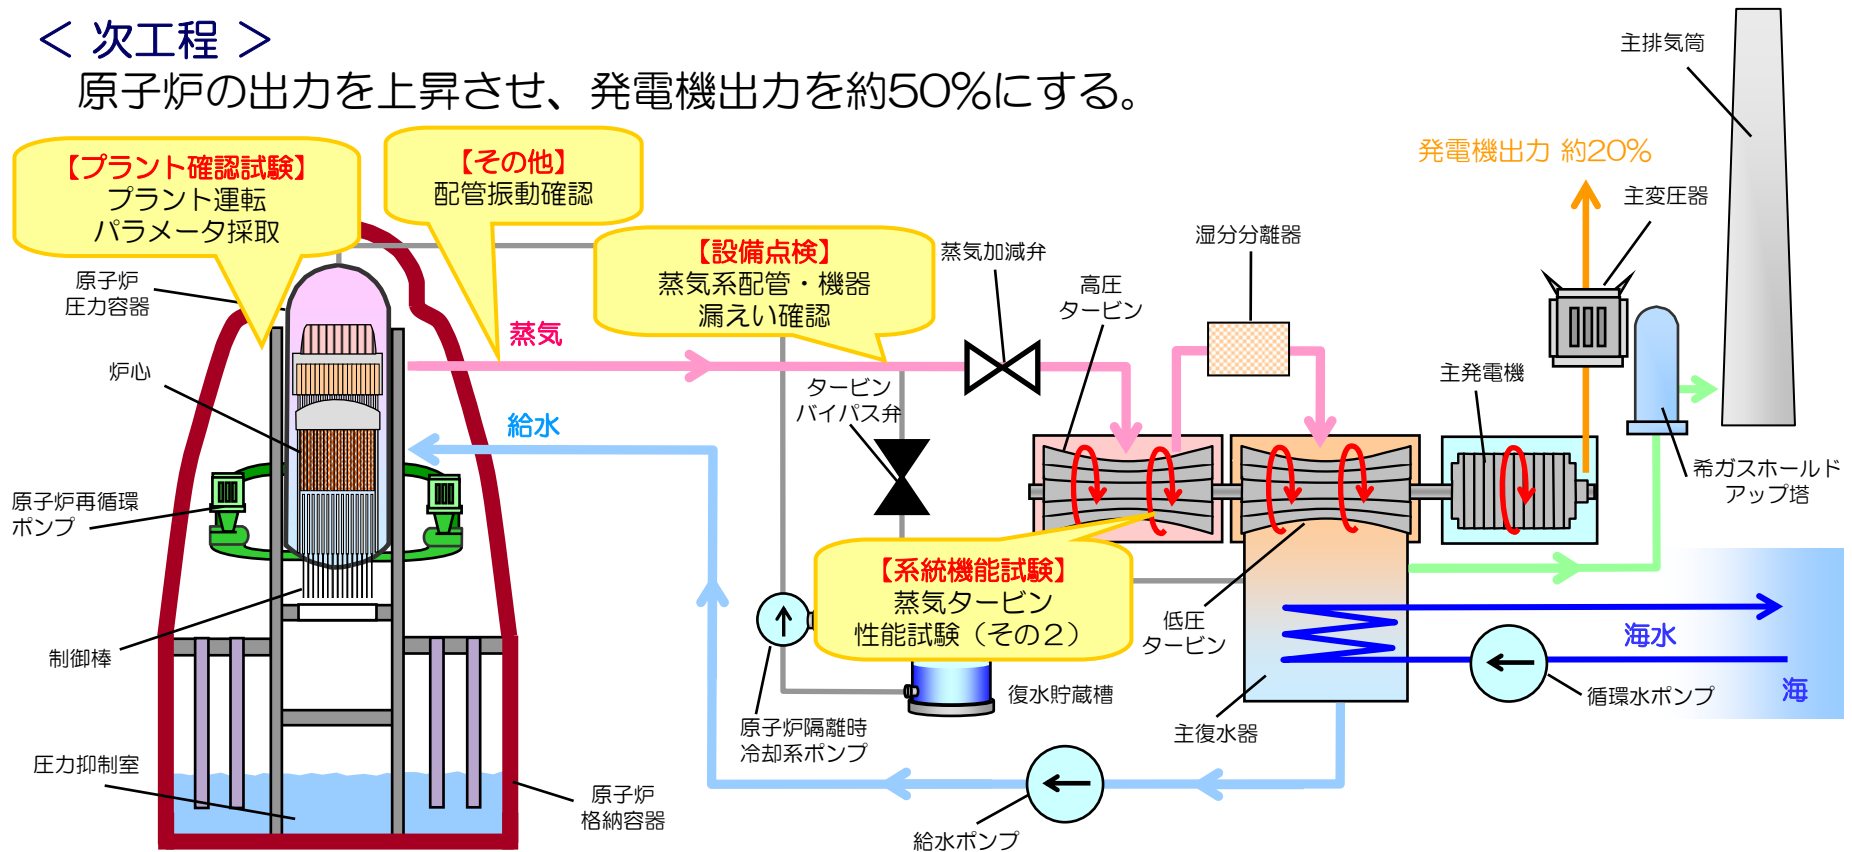 ＜ 次工程 ＞
原子炉の出力を上昇させ、発電機出力を約50%にする。
【プラント確認試験】
プラント運転
パラメータ採取
【その他】
配管振動確認
【設備点検】
蒸気系配管・機器
漏えい確認
【系統機能試験】
蒸気タービン
性能試験（その２）
主排気筒
発電機出力 約20%
主変圧器
湿分分離器
蒸気加減弁
高圧
タービン
原子炉
圧力容器
蒸気
炉心
タービン
バイパス弁
主発電機
給水
希ガスホールド
アップ塔
原子炉再循環
ポンプ
制御棒
低圧
タービン
海水
海
循環水ポンプ
復水貯蔵槽
原子炉隔離時
冷却系ポンプ
主復水器
圧力抑制室
原子炉
格納容器
給水ポンプ